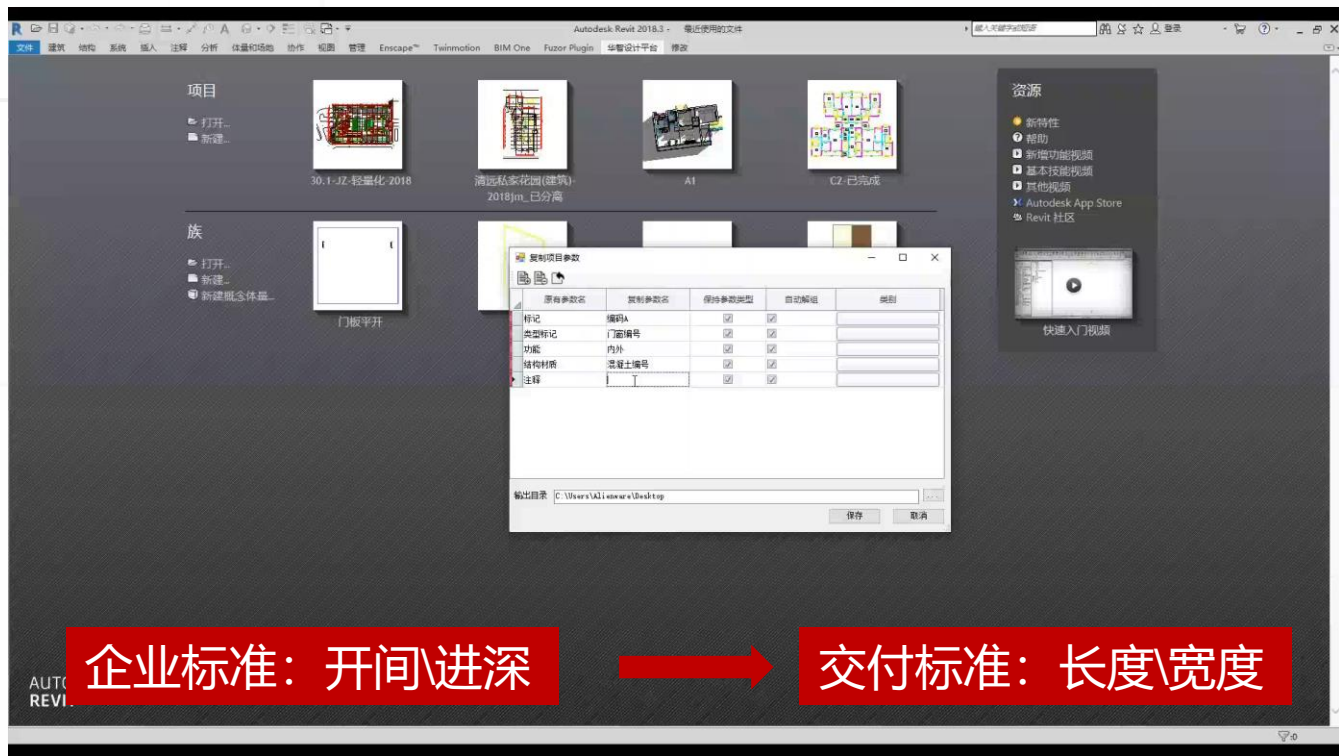 Autodesk Revit 2018.3 - 最近使用的文件
键入关键字或短语
登录
文件 建筑 结构 系统 插入 注释 分析 体量和场地 协作 视图 管理 Enscape™ Twinmotion BIM One Fuzor Plugin 华智设计平台 修改
项目
打开...
新建...
30.1-JZ-轻量化-2018
清远私家花园(建筑)-
2018jm_已分离
A1
C2-已完成
资源
新特性
帮助
新增功能视频
基本技能视频
其他视频
Autodesk App Store
Revit 社区
快速入门视频
族
打开...
新建...
新建概念体量...
门板平开
复制项目参数
原有参数名 复制参数名 保持参数类型 自动解组 类别
标记 编码A
类型标记 门窗编号
功能 内外
结构材质 混凝土编号
注释
输出目录 C:\Users\Alienware\Desktop
...
保存 取消
企业标准：开间\进深
交付标准：长度\宽度
AUTO
REVIT
:0